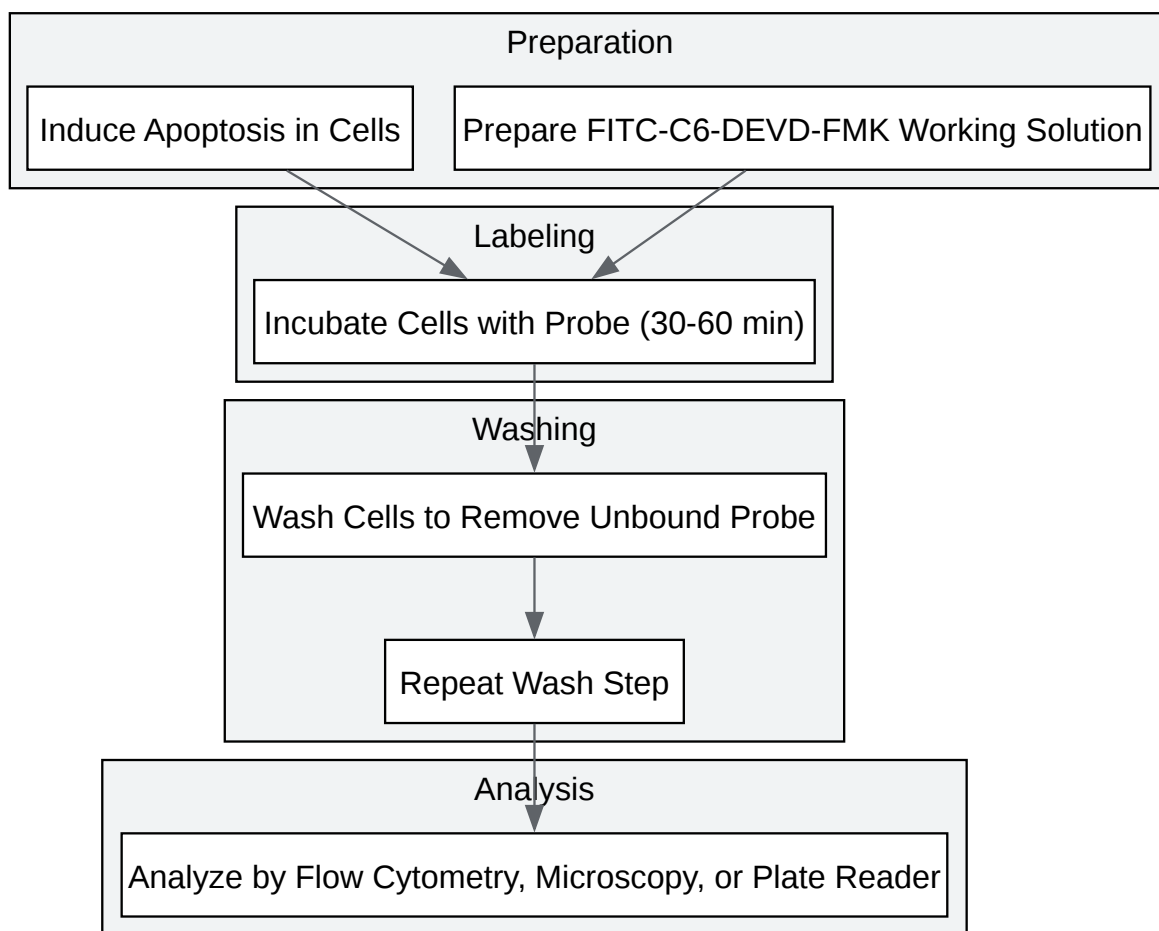 Preparation
Induce Apoptosis in Cells
Prepare FITC-C6-DEVD-FMK Working Solution
Labeling
Incubate Cells with Probe (30-60 min)
Washing
Wash Cells to Remove Unbound Probe
Repeat Wash Step
Analysis
Analyze by Flow Cytometry, Microscopy, or Plate Reader